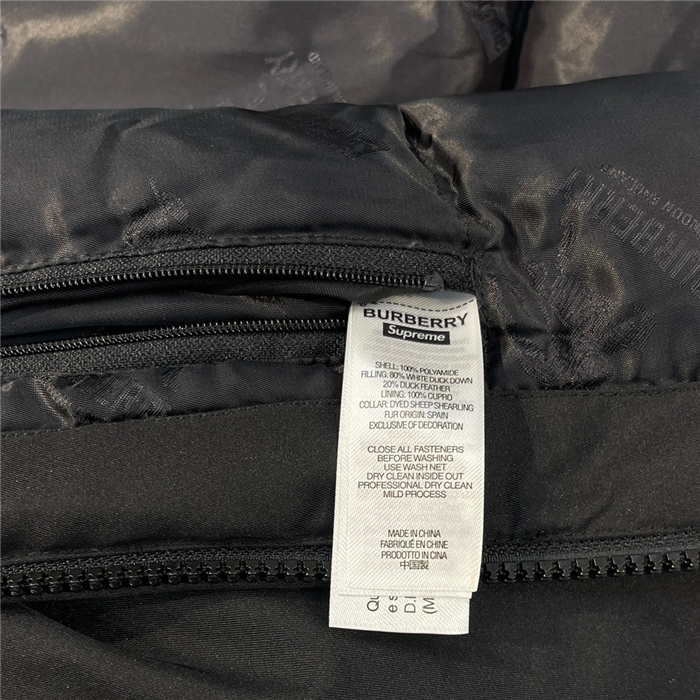 BURBERRY
BURBERRY
Supreme
SHELL: 100% POLYAMIDE
FILLING: 80% WHITE DUCK DOWN
20% DUCK FEATHER
LINING: 100% CUPRO
COLLAR: DYED SHEEP SHEARLING
FUR ORIGIN: SPAIN
EXCLUSIVE OF DECORATION
CLOSE ALL FASTENERS
BEFORE WASHING
USE WASH NET
DRY CLEAN INSIDE OUT
PROFESSIONAL DRY CLEAN
MILD PROCESS
MADE IN CHINA
FABRIQUÉ EN CHINE
PRODOTTO IN CINA
中国製
Qu
e s
D.I
(M